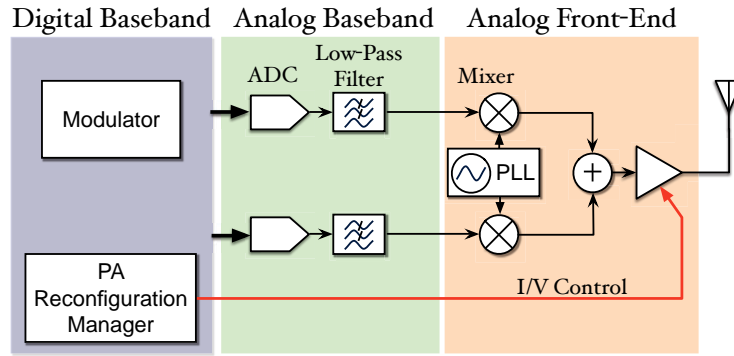 Digital Baseband
Analog Baseband
Analog Front-End
Modulator
ADC
Low-Pass
Filter
Mixer
PLL
PA
Reconfiguration
Manager
I/V Control